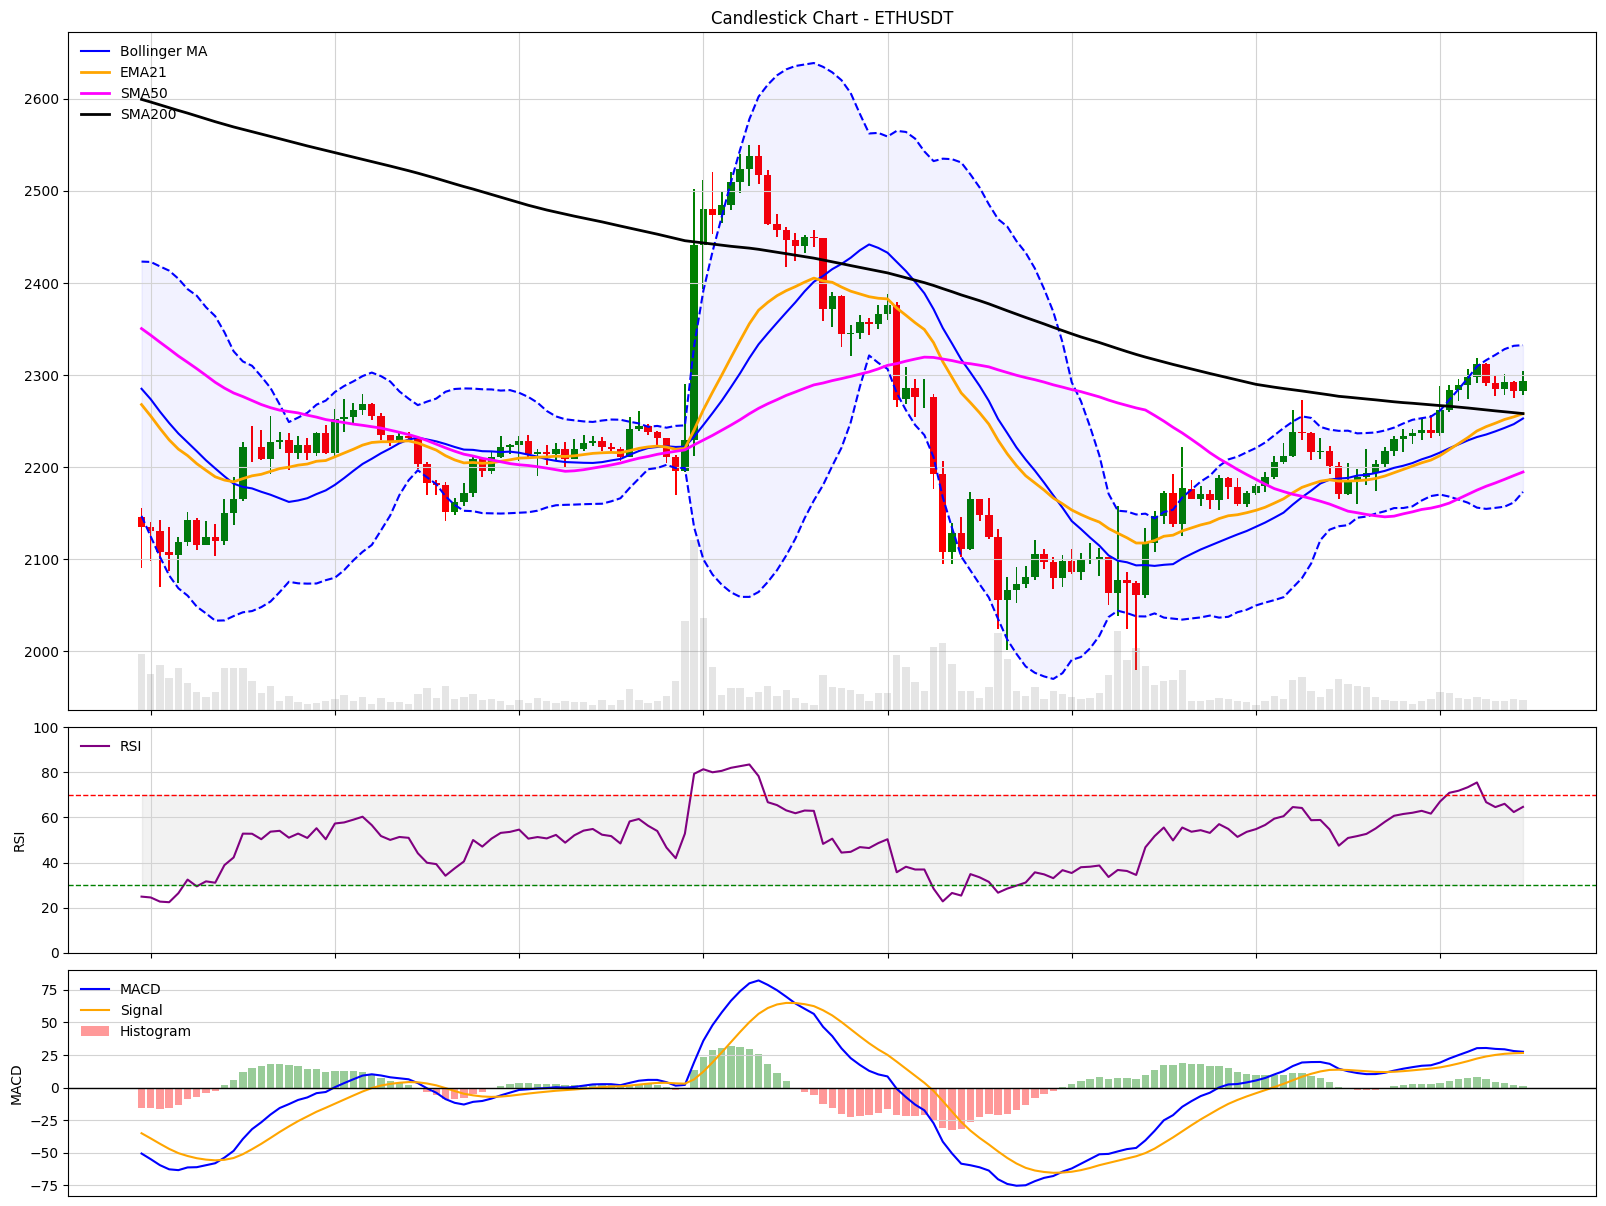 Candlestick Chart - ETHUSDT
Bollinger MA
EMA21
SMA50
SMA200
2600
2500
2400
2300
2200
2100
2000
100
80
60
40
20
0
RSI
RSI
75
50
25
0
−25
−50
−75
MACD
MACD
Signal
Histogram